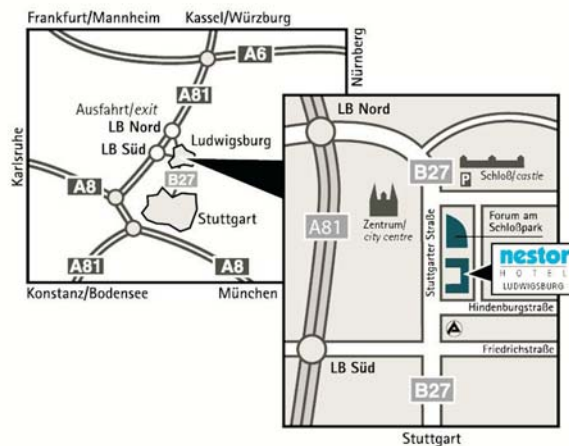 Frankfurt/Mannheim
Kassel/Würzburg
Nürnberg
A6
A81
Ausfahrt/exit
LB Nord
LB Süd
Ludwigsburg
Karlsruhe
A8
B27
Stuttgart
A81
A8
Konstanz/Bodensee
München
LB Nord
B27
P
Schloß/castle
Zentrum/
city centre
A81
Stuttgarter Straße
Forum am
Schloßpark
nestor
HOTEL
LUDWIGSBURG
Hindenburgstraße
Friedrichstraße
LB Süd
B27
Stuttgart